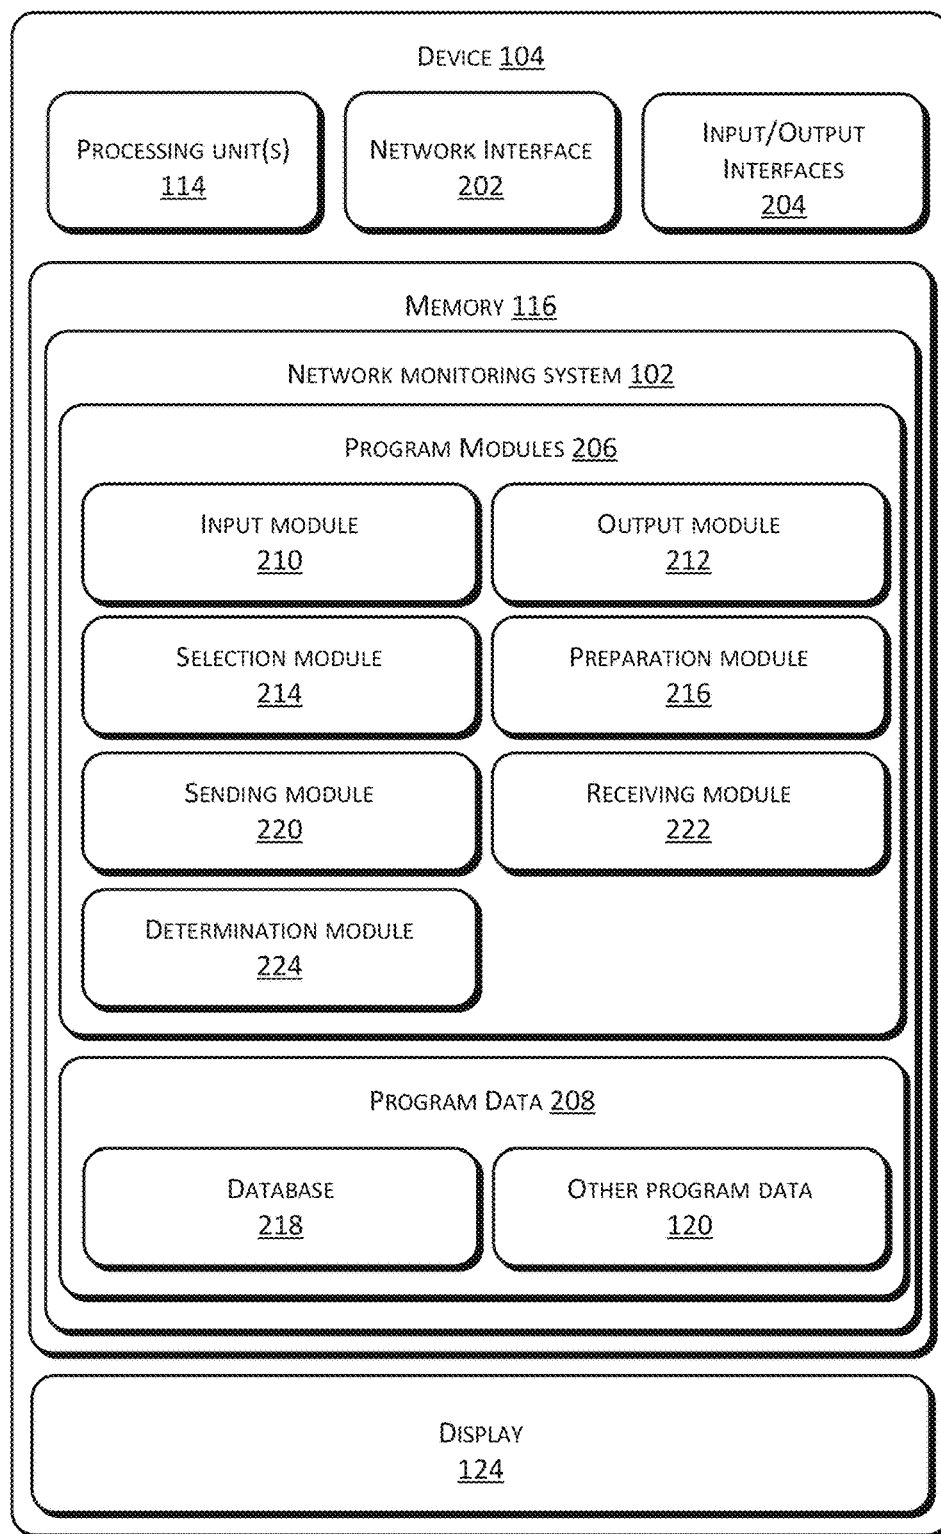 DEVICE 104
PROCESSING UNIT(S)
114
NETWORK INTERFACE
202
INPUT/OUTPUT
INTERFACES
204
MEMORY 116
NETWORK MONITORING SYSTEM 102
PROGRAM MODULES 206
INPUT MODULE
210
OUTPUT MODULE
212
SELECTION MODULE
214
PREPARATION MODULE
216
SENDING MODULE
220
RECEIVING MODULE
222
DETERMINATION MODULE
224
PROGRAM DATA 208
DATABASE
218
OTHER PROGRAM DATA
120
DISPLAY
124